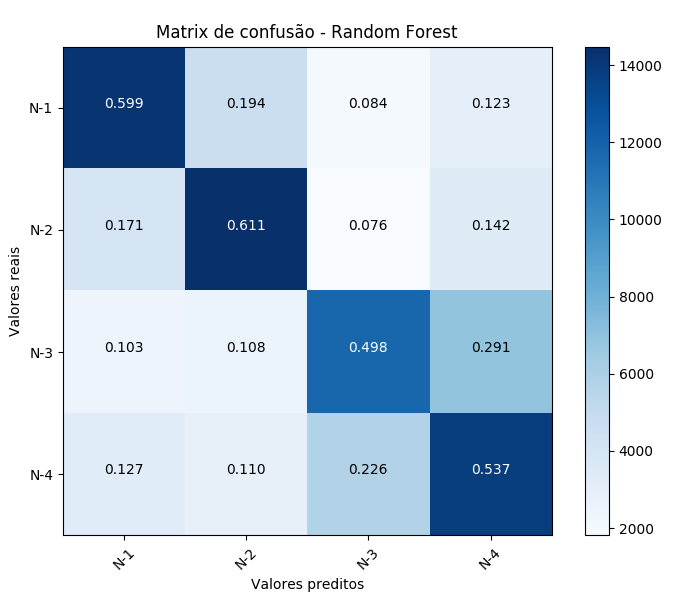 Matrix de confusão - Random Forest
N-1
0.599
0.194
0.084
0.123
N-2
0.171
0.611
0.076
0.142
N-3
0.103
0.108
0.498
0.291
N-4
0.127
0.110
0.226
0.537
N-1
N-2
N-3
N-4
Valores preditos
Valores reais
14000
12000
10000
8000
6000
4000
2000